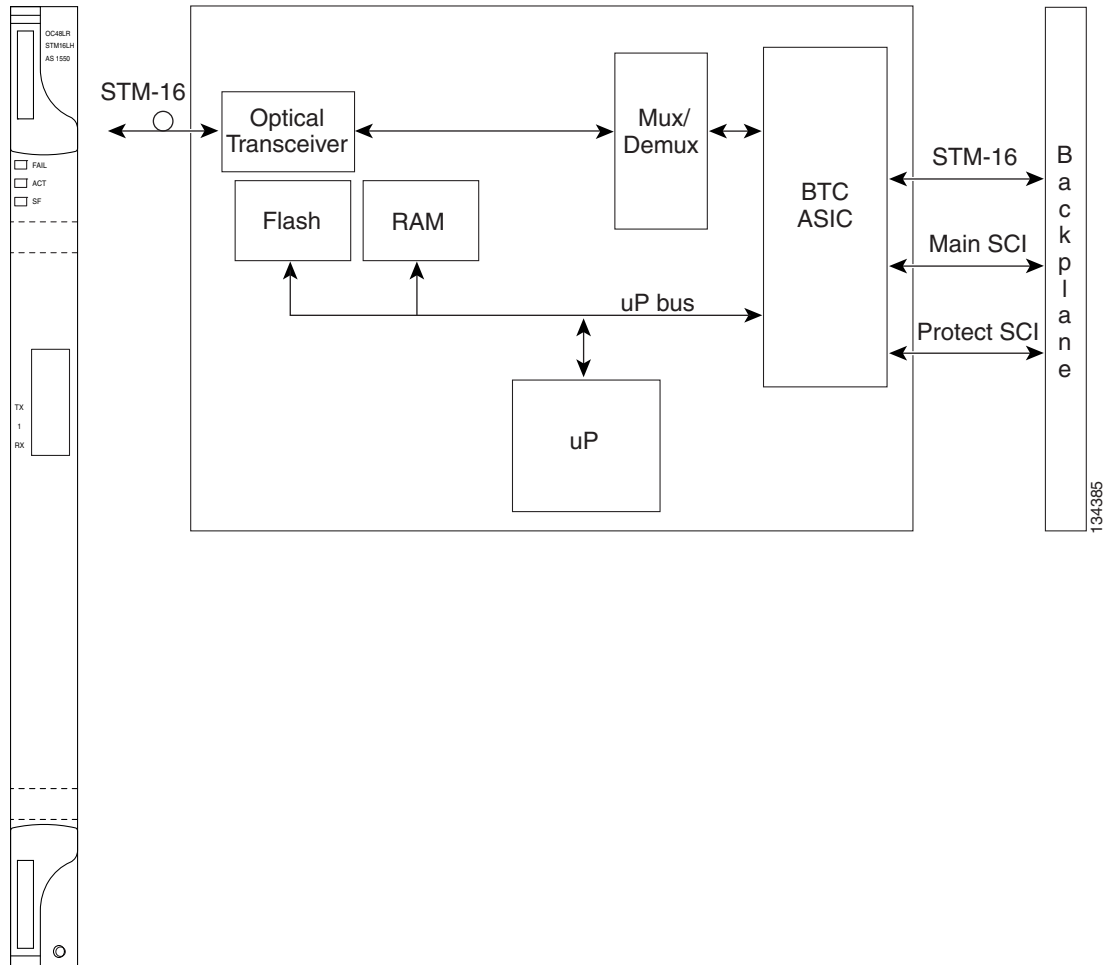 OC48LR
STM16LH
AS 1550
FAIL
ACT
SF
TX
1
RX
STM-16
Optical
Transceiver
Mux/
Demux
BTC
ASIC
Flash
RAM
uP bus
uP
STM-16
Main SCI
Protect SCI
Backplane
134385